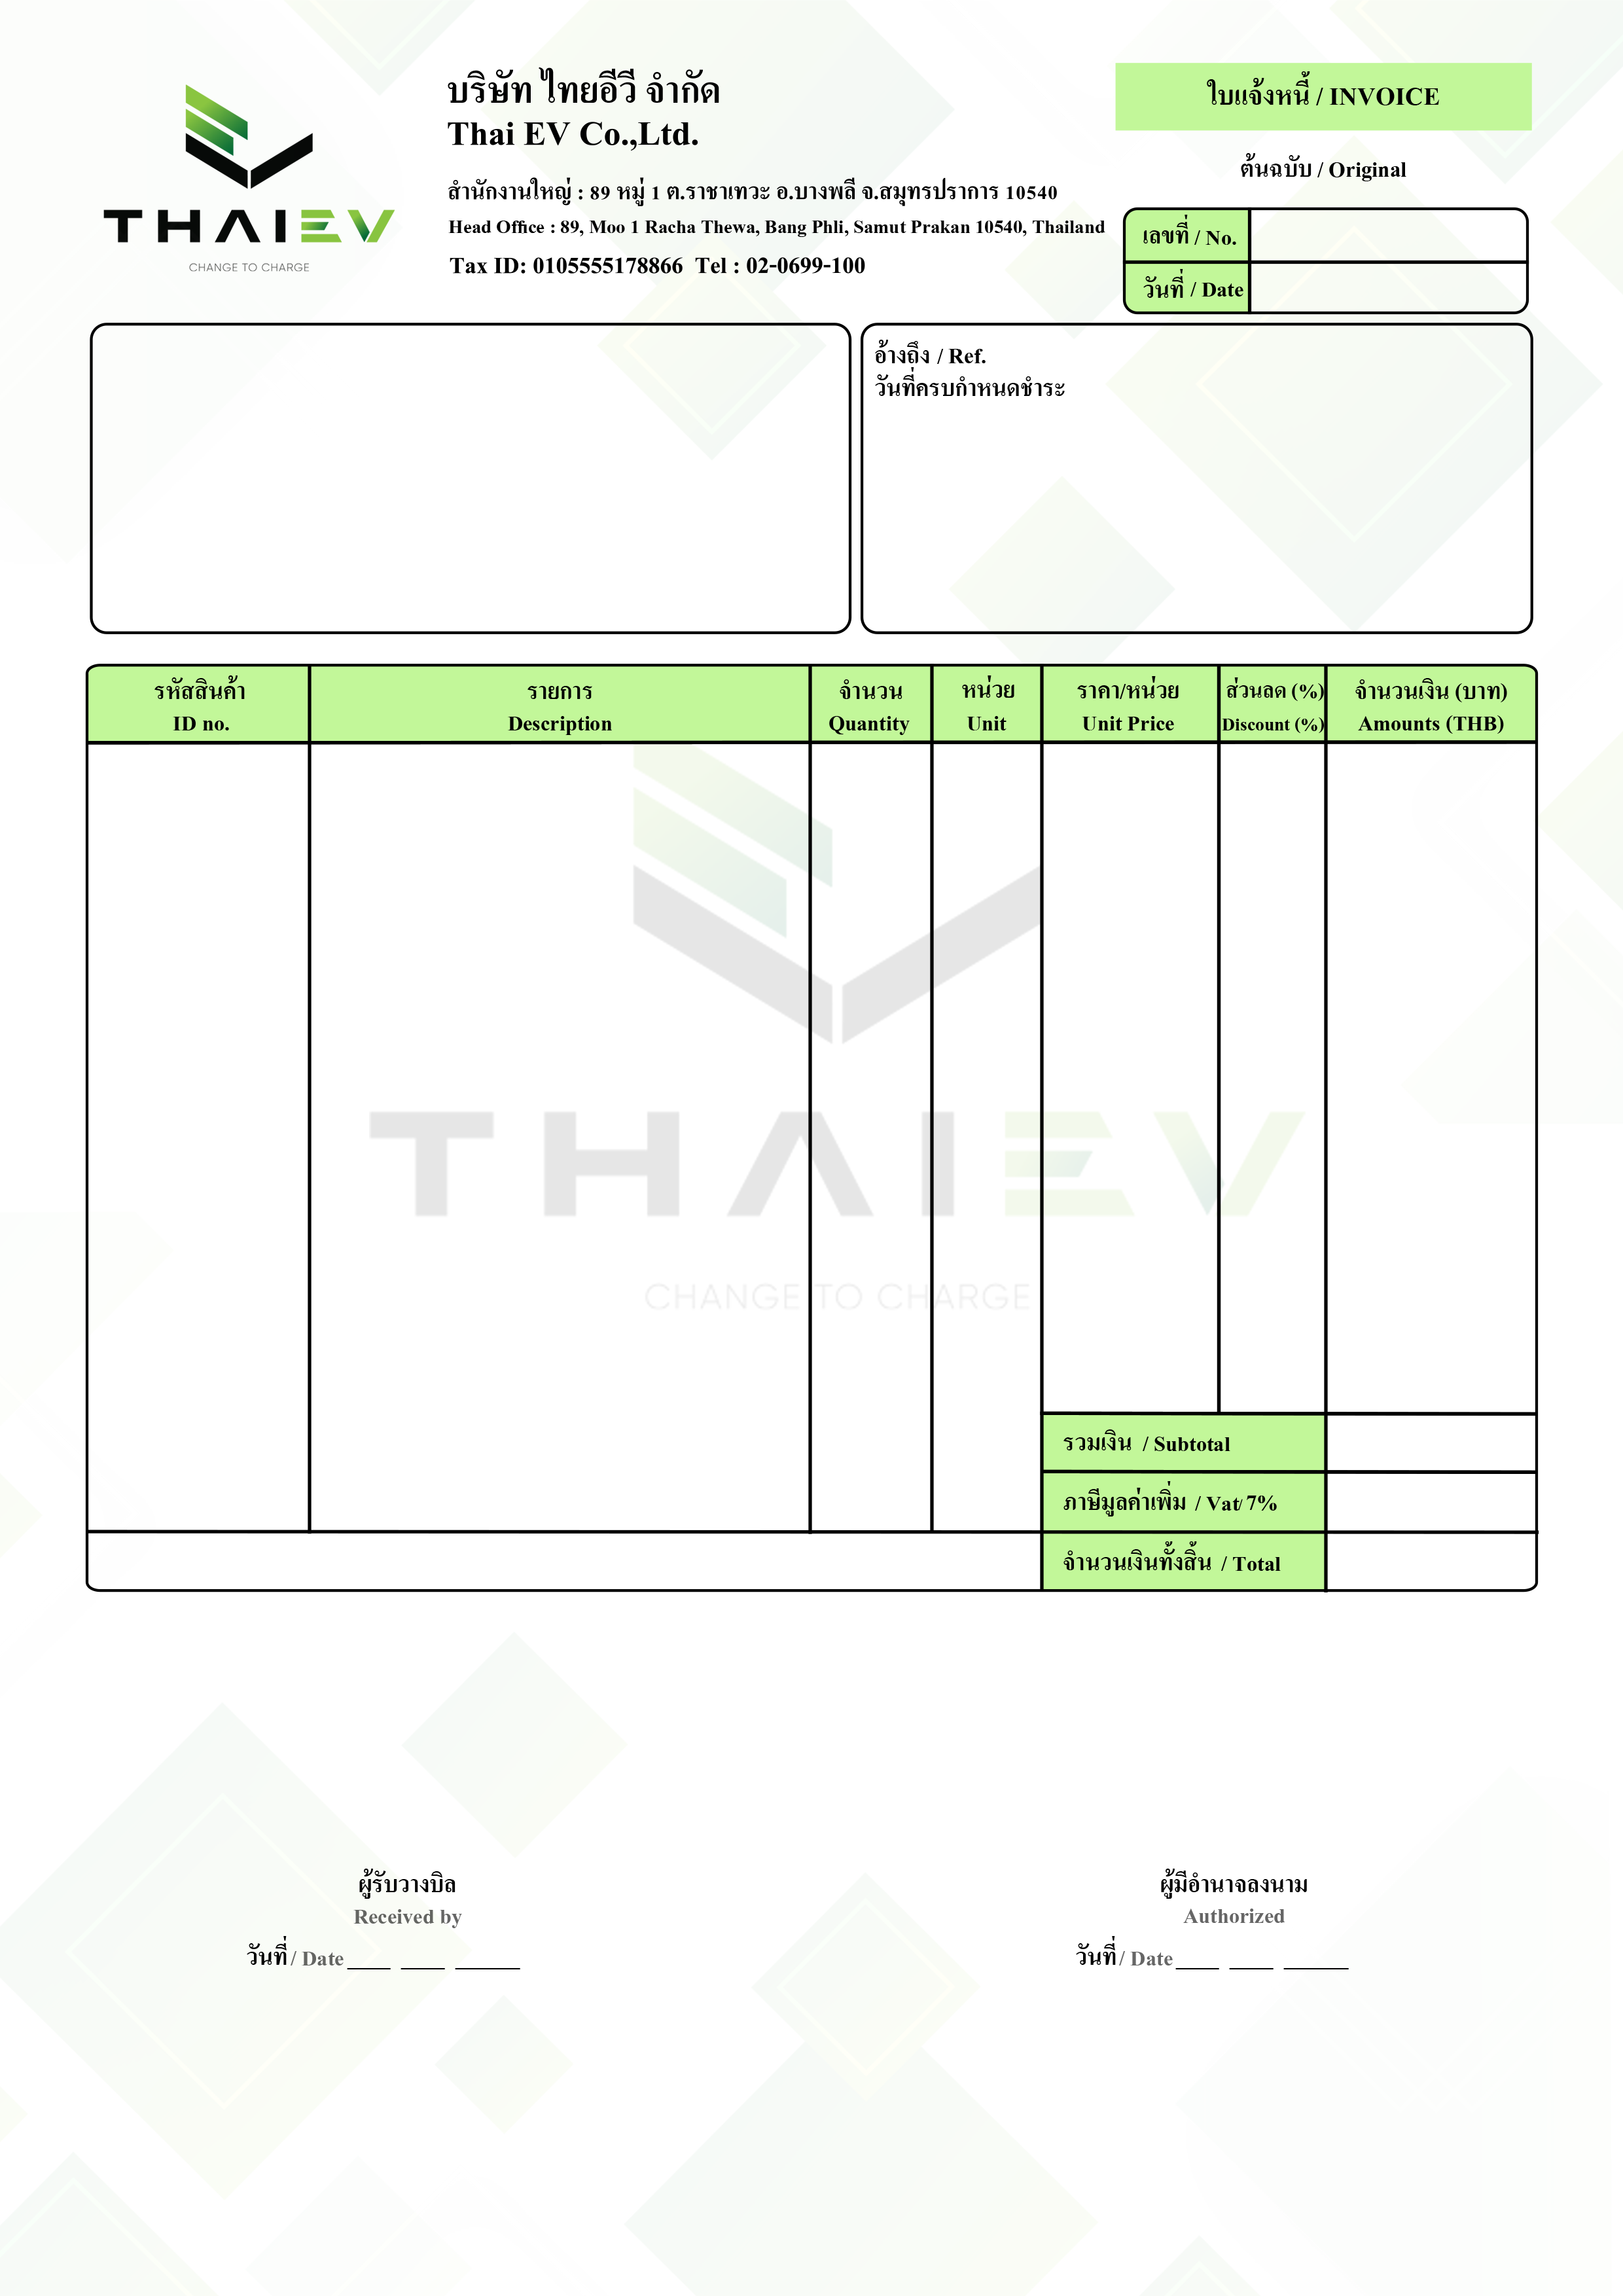 THAIEV
CHANGE TO CHARGE
บริษัท ไทยอีวี จำกัด
Thai EV Co.,Ltd.
สำนักงานใหญ่ : 89 หมู่ 1 ต.ราชาเทวะ อ.บางพลี จ.สมุทรปราการ 10540
Head Office : 89, Moo 1 Racha Thewa, Bang Phli, Samut Prakan 10540, Thailand
Tax ID: 0105555178866 Tel : 02-0699-100
ใบแจ้งหนี้ / INVOICE
ต้นฉบับ / Original
เลขที่ / No.
วันที่ / Date
อ้างถึง / Ref.
วันที่ครบกำหนดชำระ
รหัสสินค้า รายการ จำนวน หน่วย ราคา/หน่วย ส่วนลด (%) จำนวนเงิน (บาท)
ID no. Description Quantity Unit Unit Price Discount (%) Amounts (THB)
THAIEV
CHANGE TO CHARGE
รวมเงิน / Subtotal
ภาษีมูลค่าเพิ่ม / Vat/ 7%
จำนวนเงินทั้งสิ้น / Total
ผู้รับวางบิล
Received by
วันที่ / Date ____ ____ ______
ผู้มีอำนาจลงนาม
Authorized
วันที่ / Date ____ ____ ______